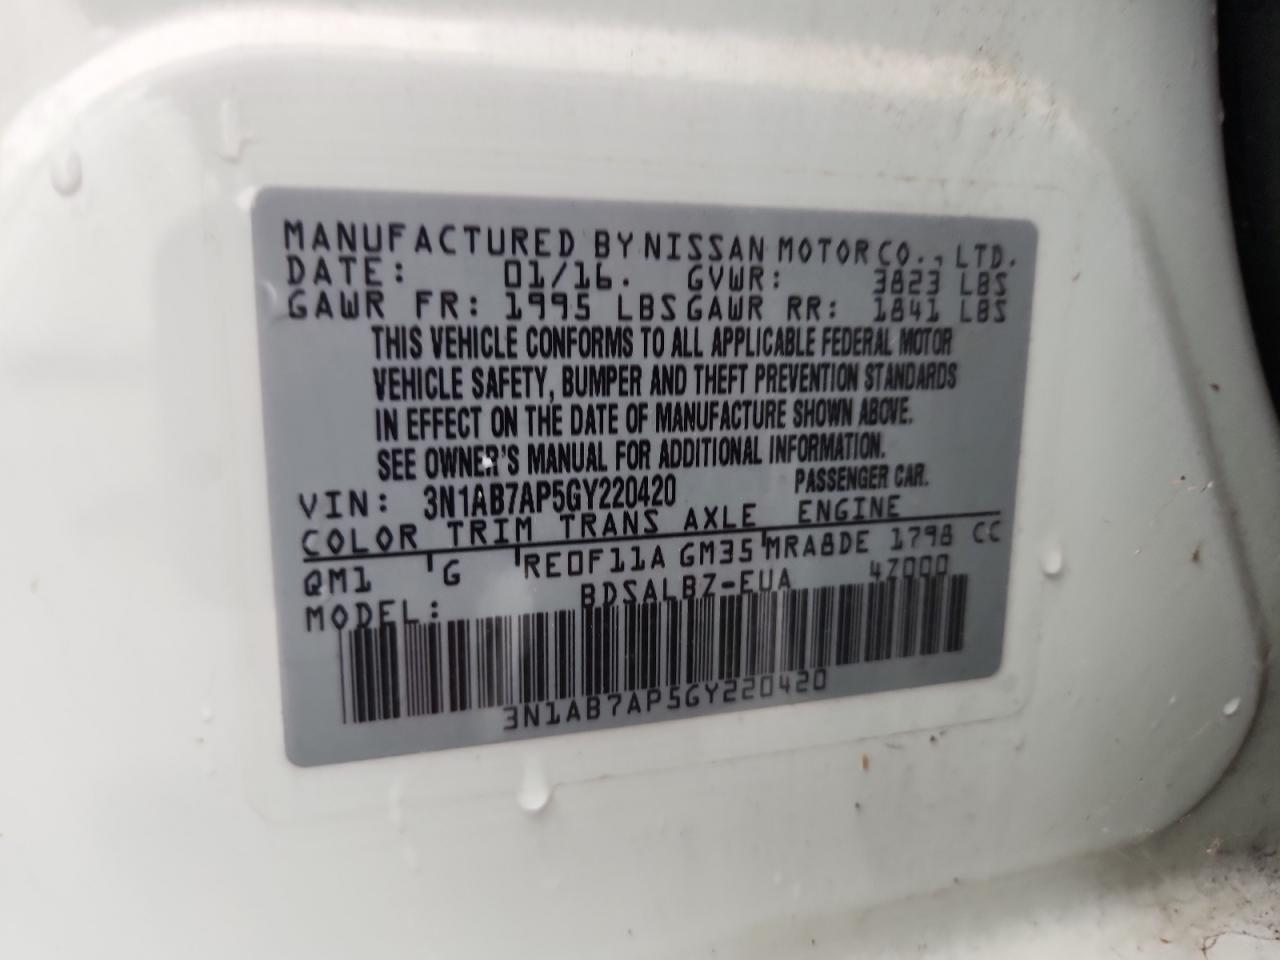 MANUFACTURED BY NISSAN MOTOR CO., LTD.
DATE: 01/16. GVWR: 3823 LBS
GAWR FR: 1995 LBS GAWR RR: 1841 LBS
THIS VEHICLE CONFORMS TO ALL APPLICABLE FEDERAL MOTOR
VEHICLE SAFETY, BUMPER AND THEFT PREVENTION STANDARDS
IN EFFECT ON THE DATE OF MANUFACTURE SHOWN ABOVE.
SEE OWNER'S MANUAL FOR ADDITIONAL INFORMATION.
VIN: 3N1AB7AP5GY220420 PASSENGER CAR.
COLOR TRIM TRANS AXLE ENGINE
QM1 G RE0F11A GM35 MRA8DE 1798 CC
MODEL: BDSALBZ-EUA 47000
3N1AB7AP5GY220420